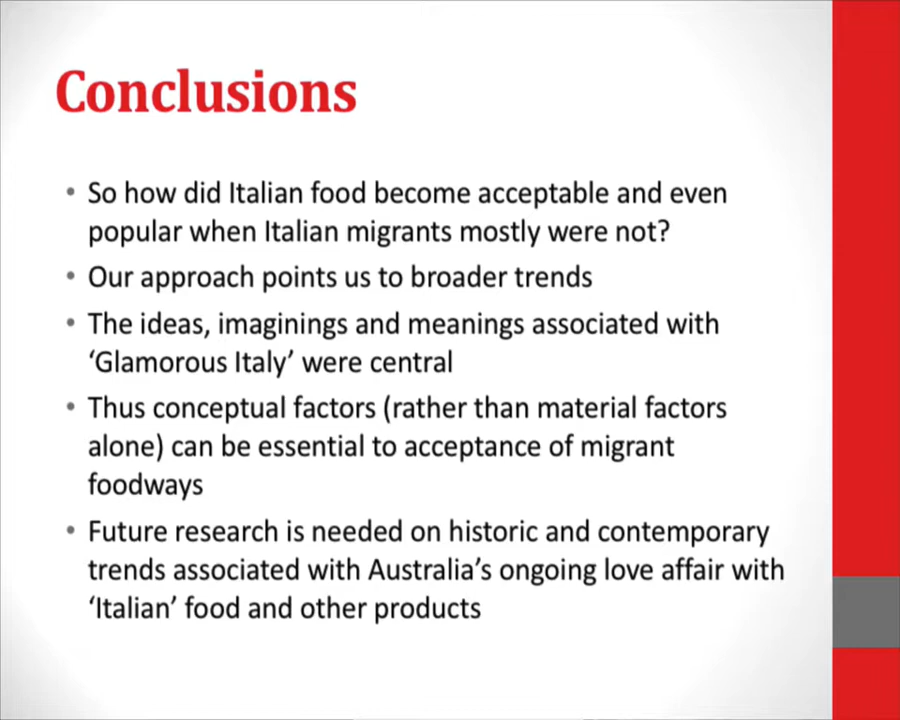 Conclusions
• So how did Italian food become acceptable and even
popular when Italian migrants mostly were not?
• Our approach points us to broader trends
• The ideas, imaginings and meanings associated with
‘Glamorous Italy’ were central
• Thus conceptual factors (rather than material factors
alone) can be essential to acceptance of migrant
foodways
• Future research is needed on historic and contemporary
trends associated with Australia’s ongoing love affair with
‘Italian’ food and other products